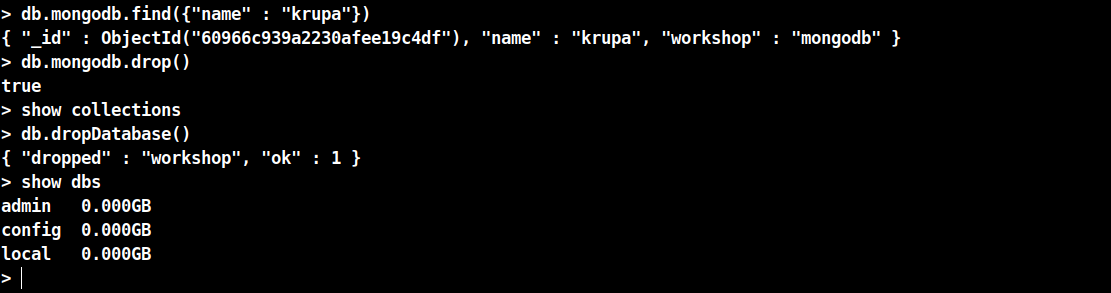 > db.mongodb.find({"name" : "krupa"})
{ "_id" : ObjectId("60966c939a2230afee19c4df"), "name" : "krupa", "workshop" : "mongodb" }
> db.mongodb.drop()
true
> show collections
> db.dropDatabase()
{ "dropped" : "workshop", "ok" : 1 }
> show dbs
admin   0.000GB
config  0.000GB
local   0.000GB
>